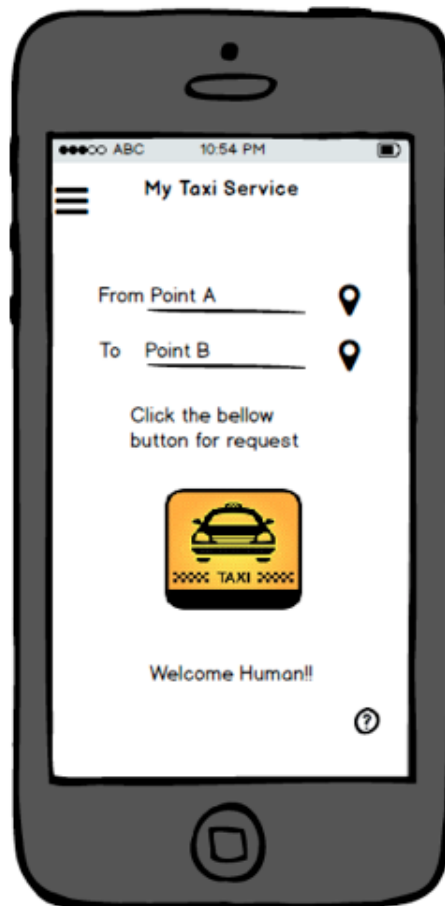 ABC 10:54 PM
My Taxi Service
From Point A
To Point B
Click the bellow
button for request
TAXI
Welcome Human!!
?